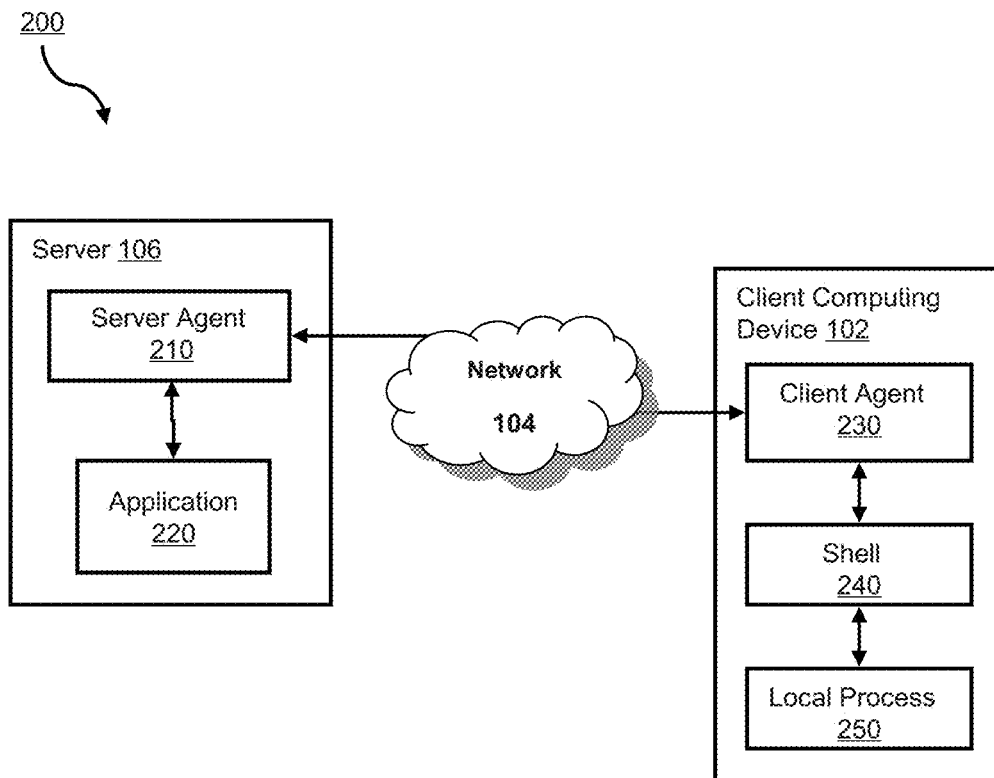 200
Server 106
Server Agent
210
Application
220
Network
104
Client Computing
Device 102
Client Agent
230
Shell
240
Local Process
250